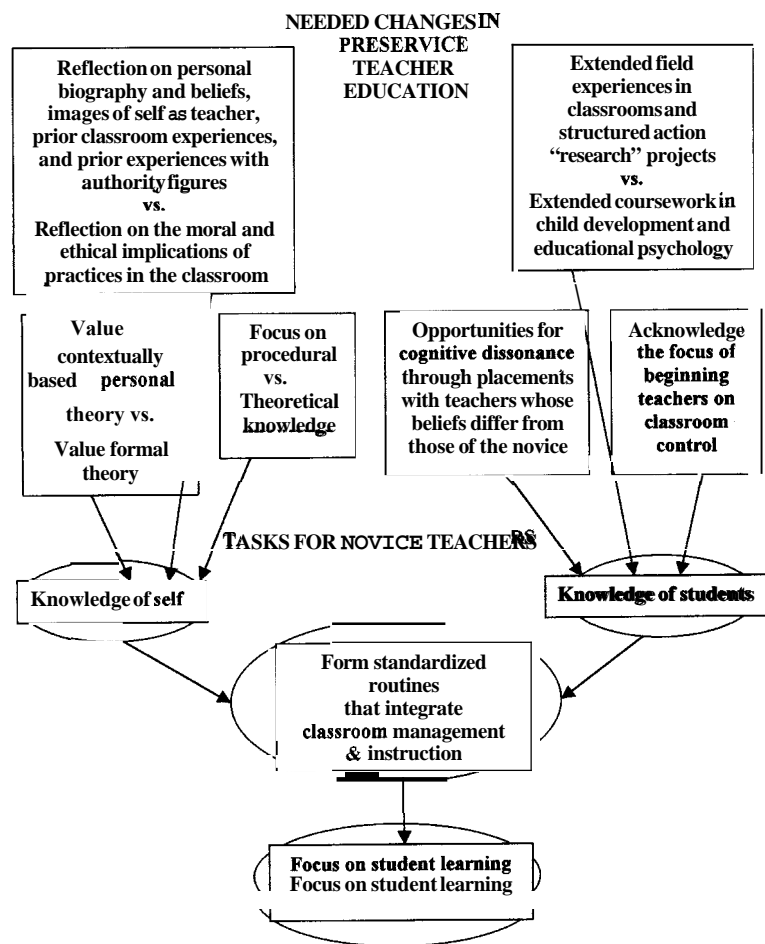 NEEDED CHANGES IN
PRESERVICE
TEACHER
EDUCATION
Reflection on personal
biography and beliefs,
images of self as teacher,
prior classroom experiences,
and prior experiences with
authority figures
vs.
Reflection on the moral and
ethical implications of
practices in the classroom
Extended field
experiences in
classrooms and
structured action
“research” projects
vs.
Extended coursework in
child development and
educational psychology
Value
contextually
based personal
theory vs.
Value formal
theory
Focus on
procedural
vs.
Theoretical
knowledge
Opportunities for
cognitive dissonance
through placements
with teachers whose
beliefs differ from
those of the novice
Acknowledge
the focus of
beginning
teachers on
classroom
control
TASKS FOR NOVICE TEACHERS
Knowledge of self
Knowledge of students
Form standardized
routines
that integrate
classroom management
& instruction
Focus on student learning
Focus on student learning